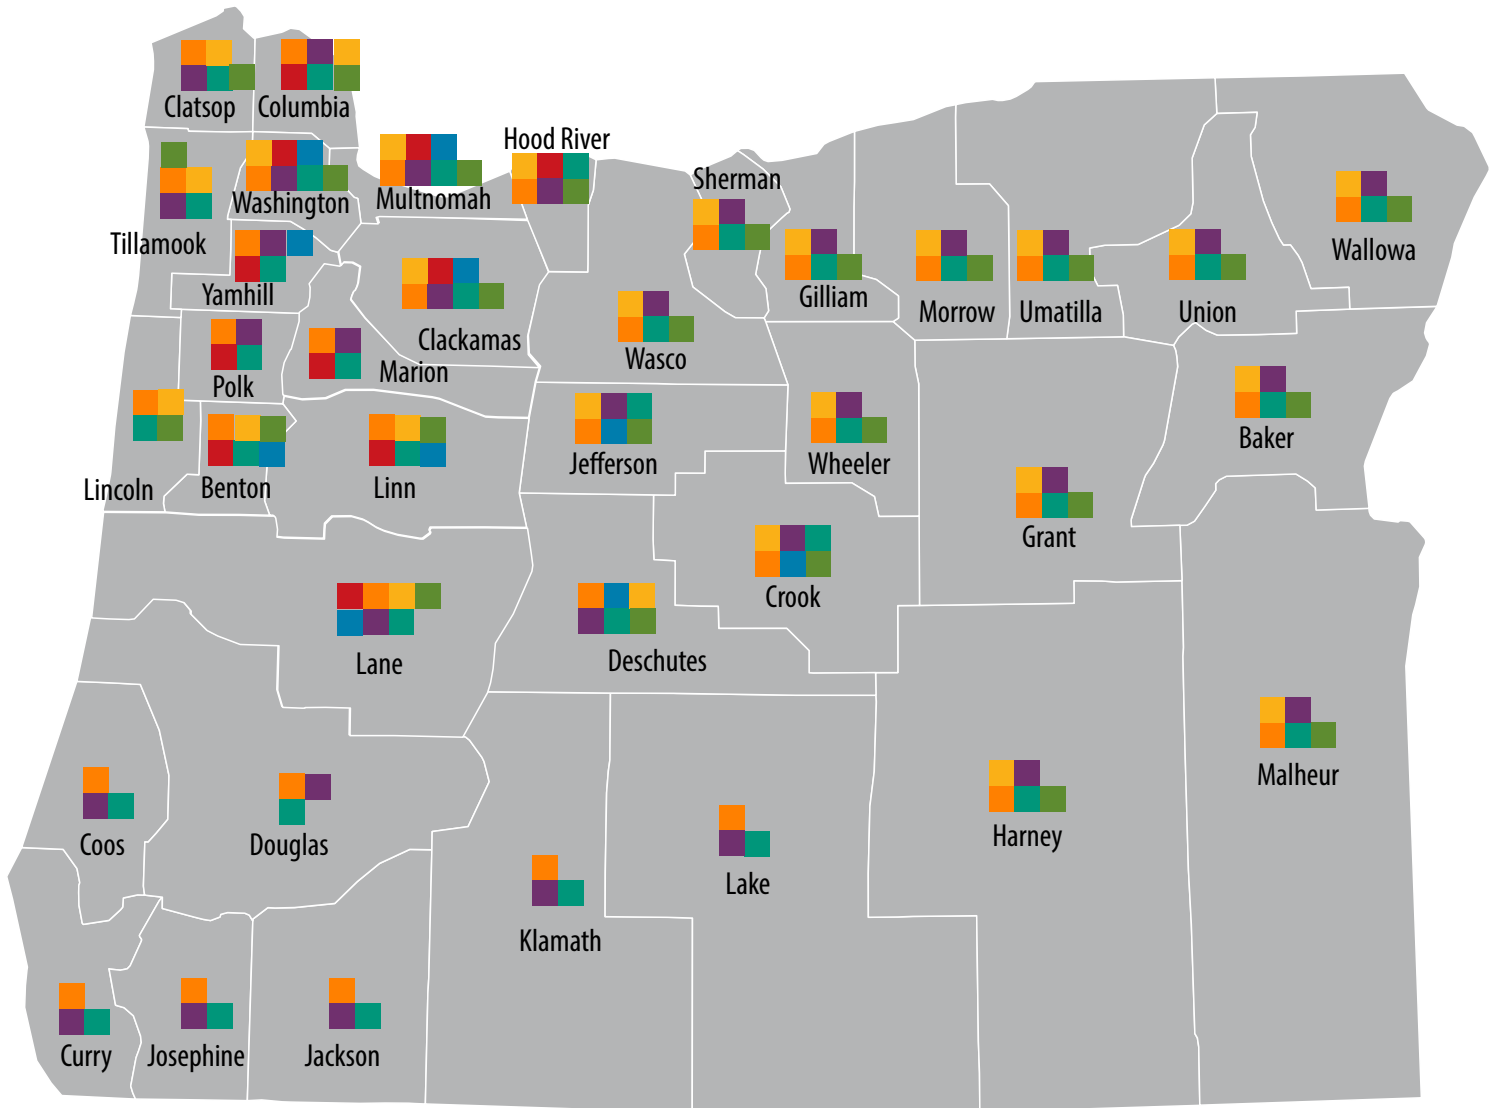 Clatsop
Columbia
Hood River
Sherman
Washington
Multnomah
Tillamook
Wallowa
Yamhill
Gilliam
Morrow
Umatilla
Union
Clackamas
Wasco
Marion
Polk
Baker
Jefferson
Wheeler
Lincoln
Benton
Linn
Grant
Crook
Lane
Deschutes
Malheur
Coos
Douglas
Harney
Lake
Klamath
Curry
Josephine
Jackson